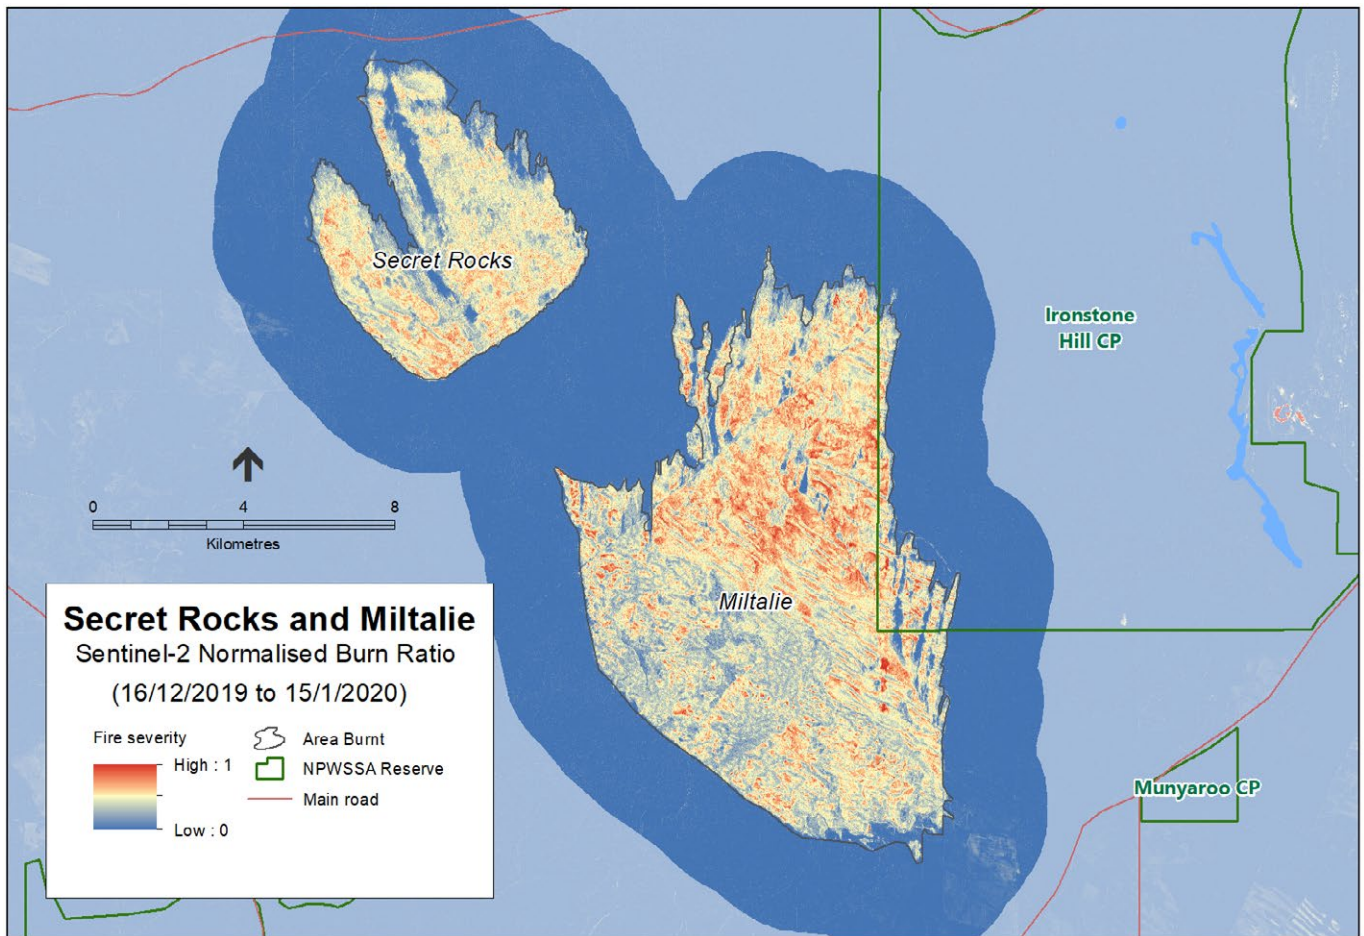 Secret Rocks
Ironstone
Hill CP
0 4 8
Kilometres
Miltalie
Secret Rocks and Miltalie
Sentinel-2 Normalised Burn Ratio
(16/12/2019 to 15/1/2020)
Fire severity
High : 1
Low : 0
Area Burnt
NPWSSA Reserve
Main road
Munyaroo CP